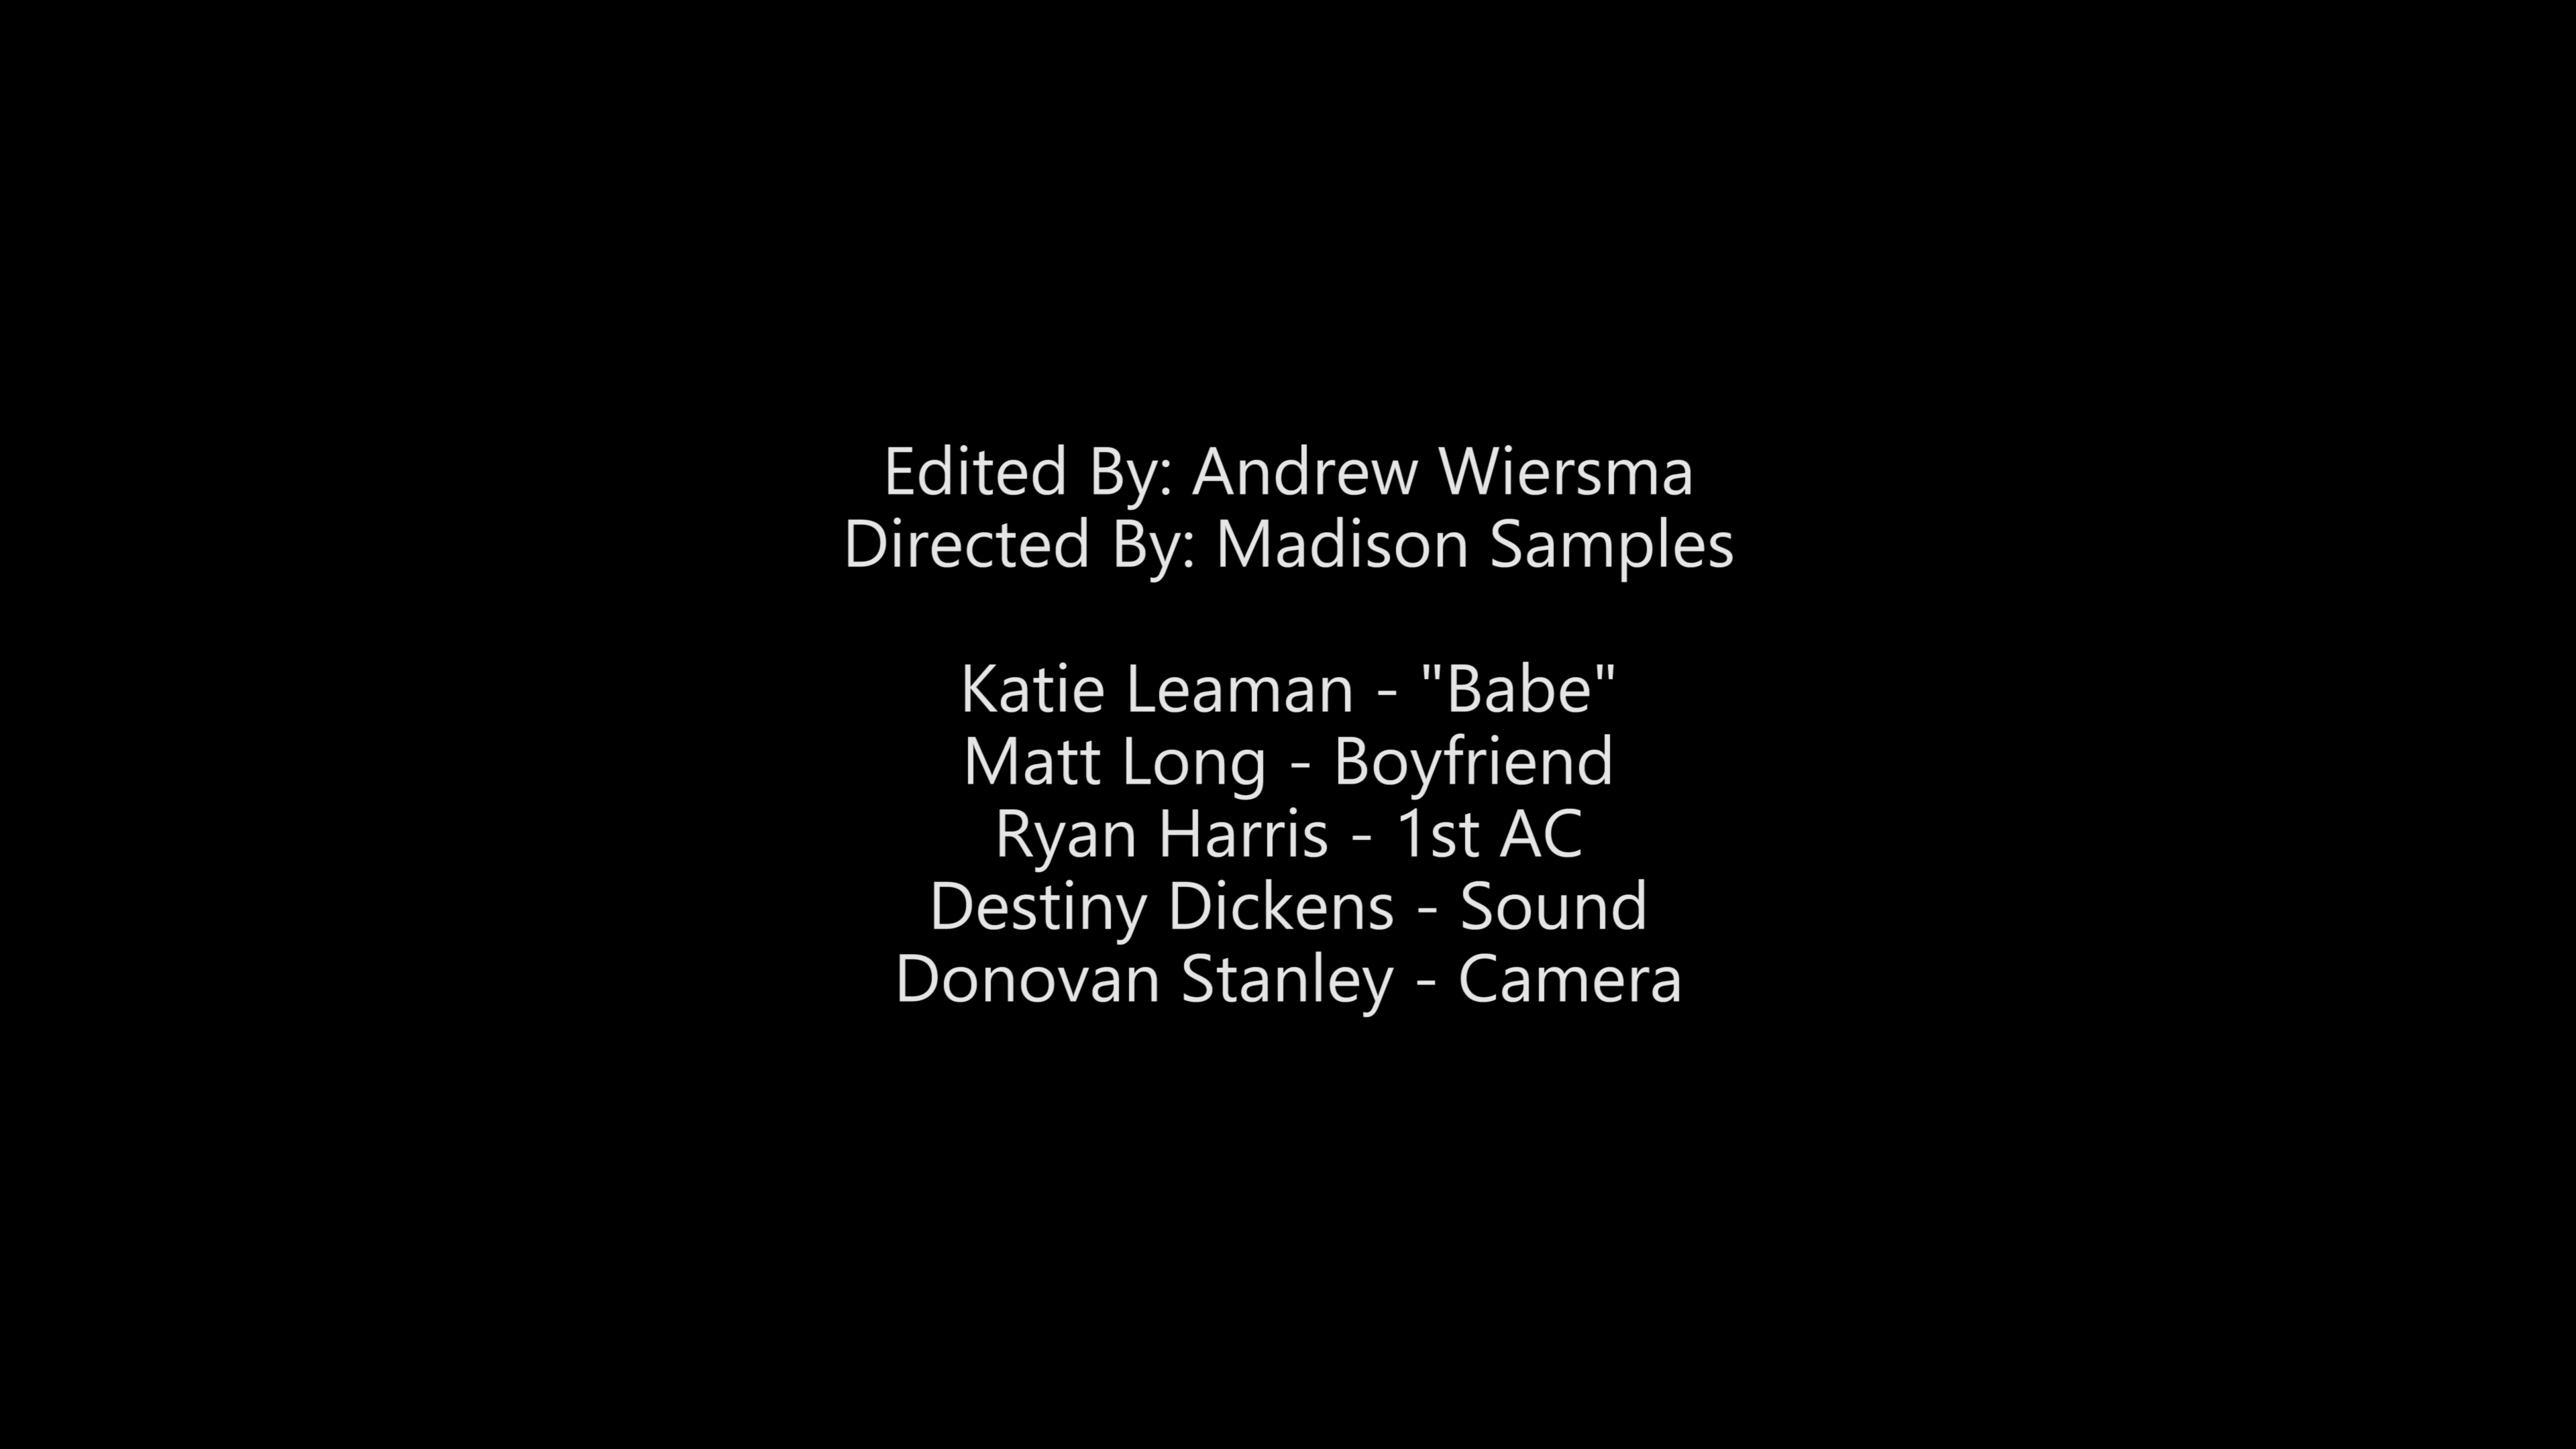 Edited By: Andrew Wiersma
Directed By: Madison Samples
Katie Leaman - "Babe"
Matt Long - Boyfriend
Ryan Harris - 1st AC
Destiny Dickens - Sound
Donovan Stanley - Camera